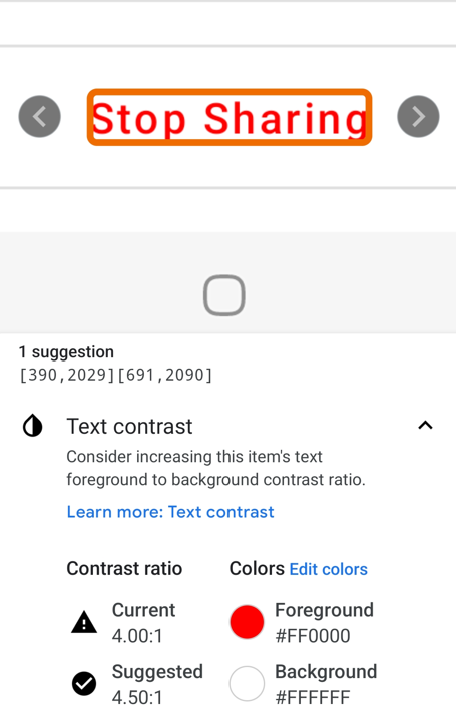 Stop Sharing
1 suggestion
[390,2029][691,2090]
Text contrast
Consider increasing this item's text
foreground to background contrast ratio.
Learn more: Text contrast
Contrast ratio
Colors Edit colors
Current
4.00:1
Foreground
#FF0000
Suggested
4.50:1
Background
#FFFFFF